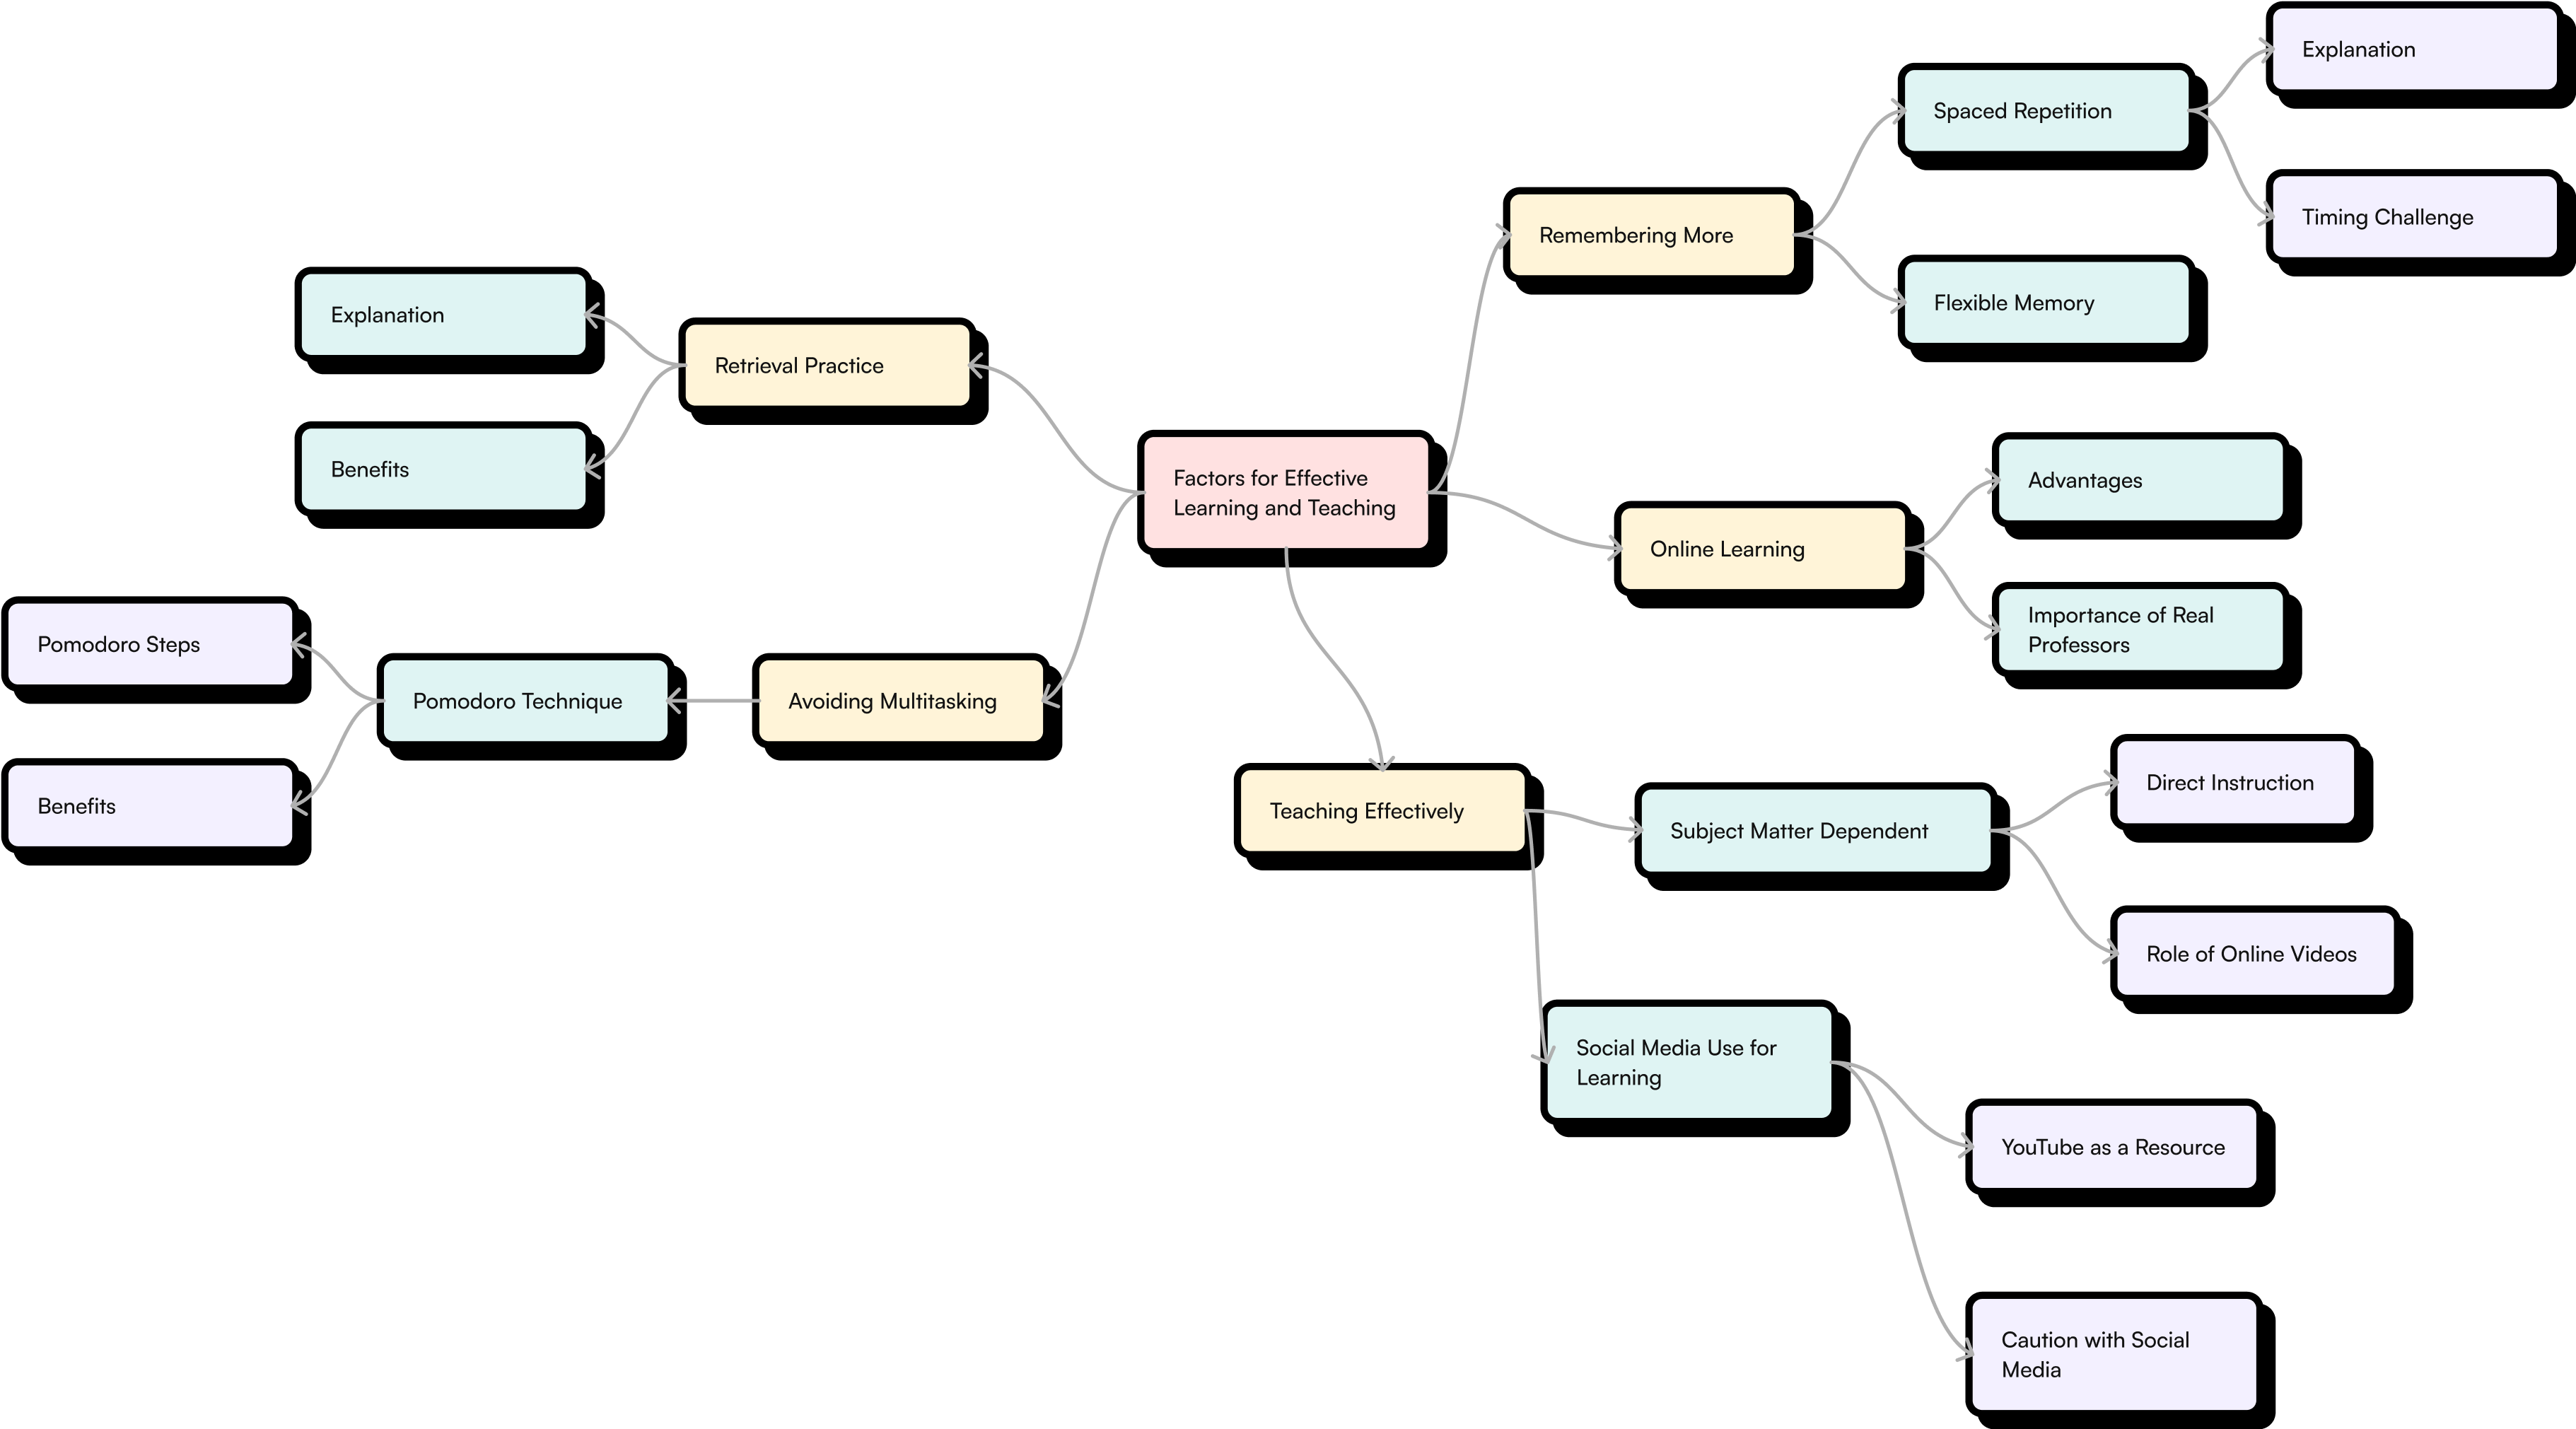 Factors for Effective
Learning and Teaching
Retrieval Practice
Explanation
Benefits
Avoiding Multitasking
Pomodoro Technique
Pomodoro Steps
Benefits
Remembering More
Spaced Repetition
Explanation
Timing Challenge
Flexible Memory
Online Learning
Advantages
Importance of Real
Professors
Teaching Effectively
Subject Matter Dependent
Direct Instruction
Role of Online Videos
Social Media Use for
Learning
YouTube as a Resource
Caution with Social
Media